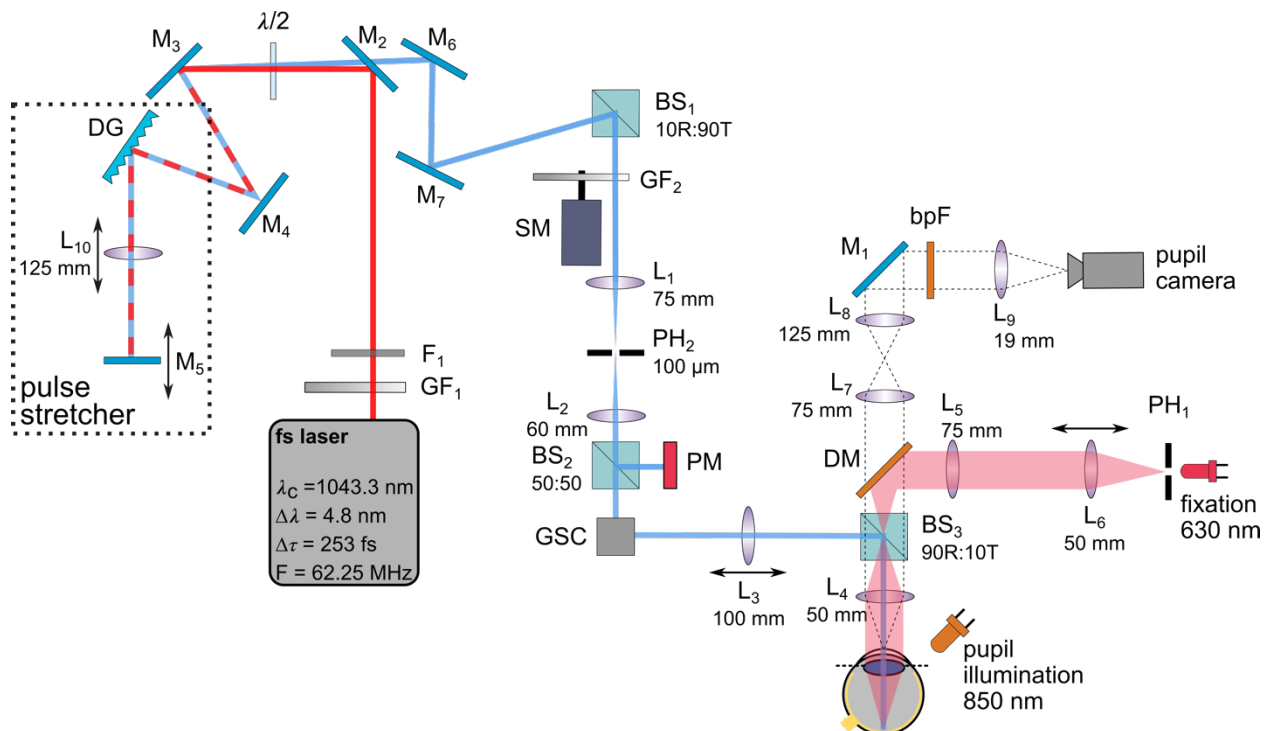 M3
λ/2
M2
M6
BS1
10R:90T
DG
M4
M7
GF2
SM
L10
125 mm
M5
pulse
stretcher
F1
GF1
fs laser
λC =1043.3 nm
Δλ = 4.8 nm
Δτ = 253 fs
F = 62.25 MHz
L1
75 mm
PH2
100 µm
L2
60 mm
BS2
50:50
PM
GSC
L3
100 mm
M1
bpF
pupil
camera
L8
125 mm
L9
19 mm
L7
75 mm
L5
75 mm
PH1
DM
L6
50 mm
fixation
630 nm
BS3
90R:10T
L4
50 mm
pupil
illumination
850 nm